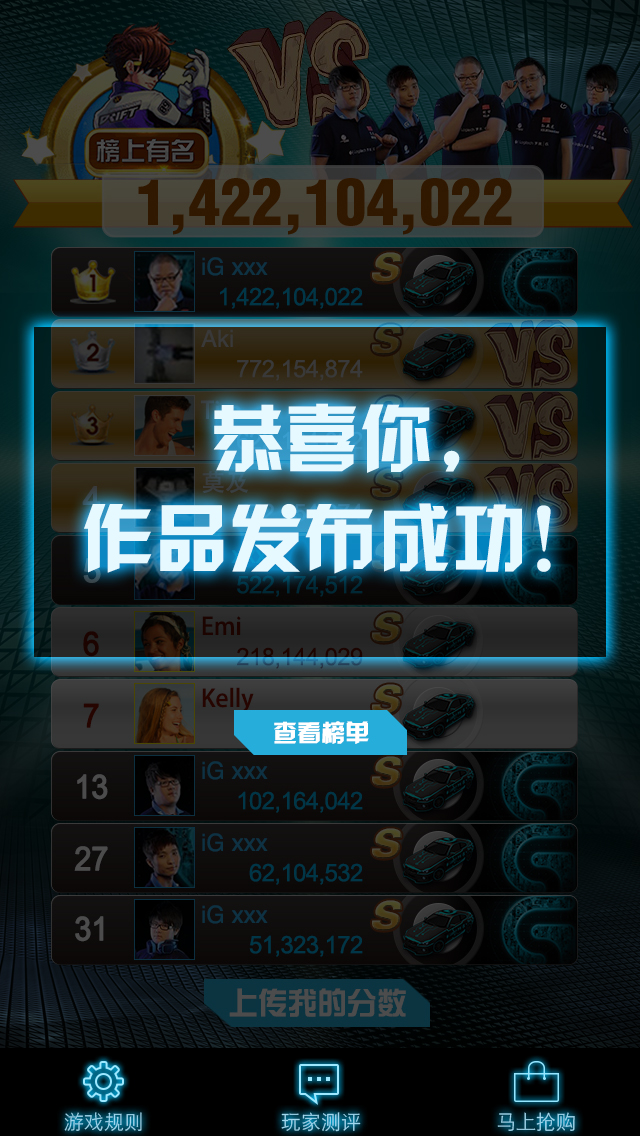 VS
DRIFT
榜上有名
1,422,104,022
1
iG xxx
1,422,104,022
S
2
Aki
772,154,874
S
VS
3
VS
恭喜你,
4
莫及
VS
作品发布成功!
5
522,174,512
6
Emi
218,144,029
S
7
Kelly
S
查看榜单
13
iG xxx
102,164,042
S
27
iG xxx
62,104,532
S
31
iG xxx
51,323,172
S
上传我的分数
游戏规则
玩家测评
马上抢购